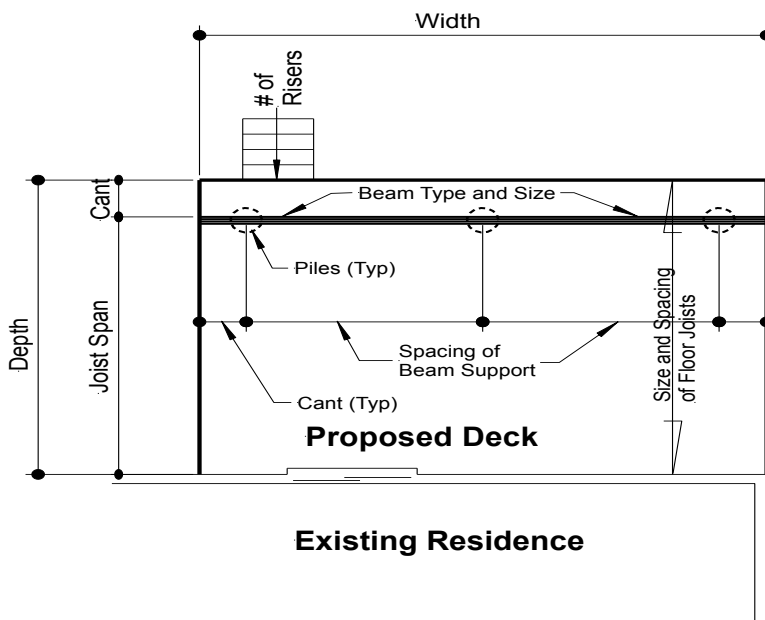 Width
# of
Risers
Cant
Beam Type and Size
Piles (Typ)
Depth
Joist Span
Size and Spacing
of Floor Joists
Spacing of
Beam Support
Cant (Typ)
Proposed Deck
Existing Residence